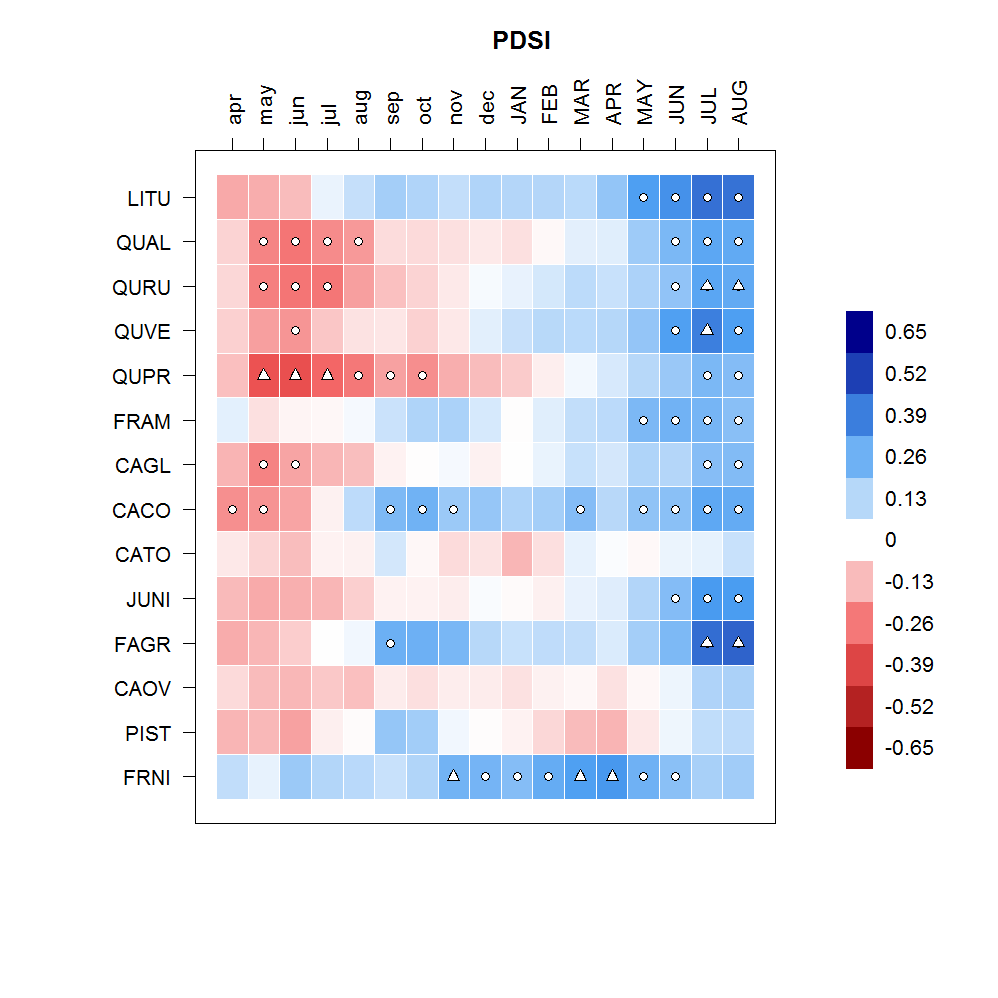 PDSI
apr may jun jul aug sep oct nov dec JAN FEB MAR APR MAY JUN JUL AUG
LITU
QUAL
QURU
QUVE
QUPR
FRAM
CAGL
CACO
CATO
JUNI
FAGR
CAOV
PIST
FRNI
0.65
0.52
0.39
0.26
0.13
0
-0.13
-0.26
-0.39
-0.52
-0.65